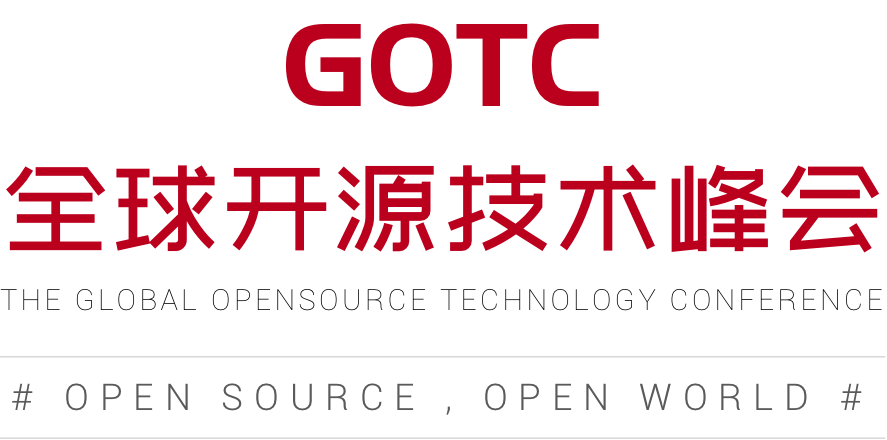 GOTC
全球开源技术峰会
THE GLOBAL OPENSOURCE TECHNOLOGY CONFERENCE
# OPEN SOURCE , OPEN WORLD #